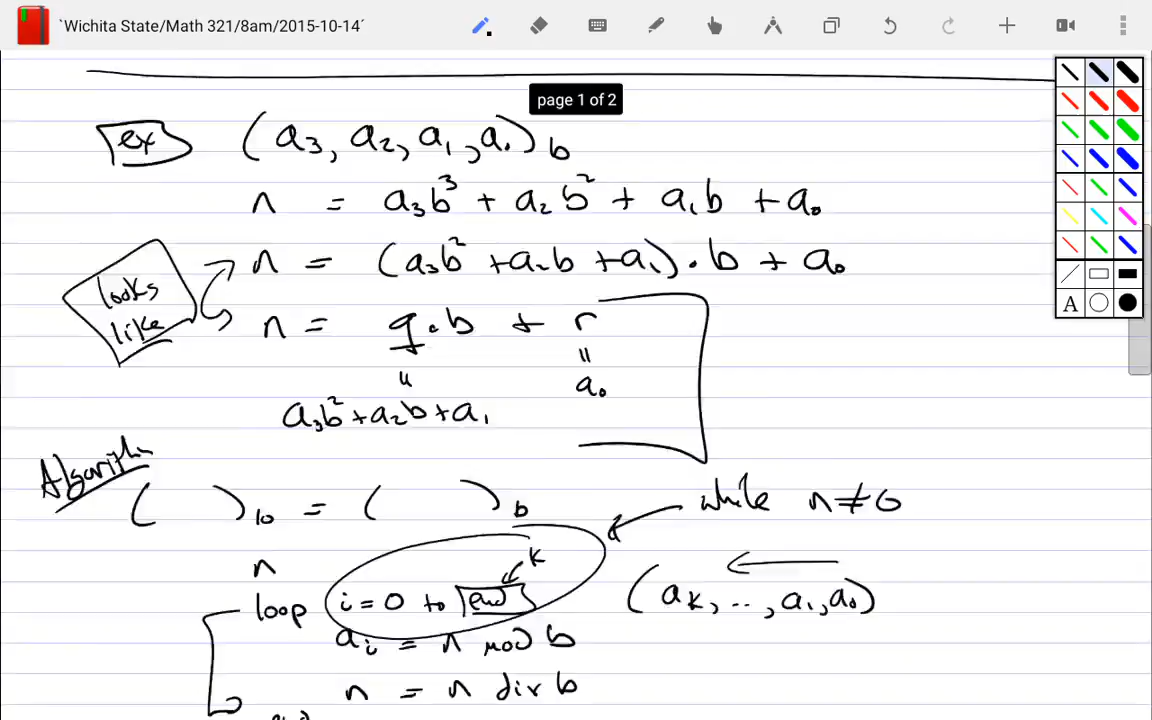 `Wichita State/Math 321/8am/2015-10-14´
page 1 of 2
ex (a₃, a₂, a₁, a₀)b
n = a₃b³ + a₂b² + a₁b + a₀
looks like
n = (a₃b² + a₂b + a₁) · b + a₀
n = q · b + r
= =
a₀
a₃b² + a₂b + a₁
Algorithm
( )₁₀ = ( )b
while n ≠ 0
n
k
loop i = 0 to end
(aₖ, ..., a₁, a₀)
aᵢ = n mod b
n = n div b
A